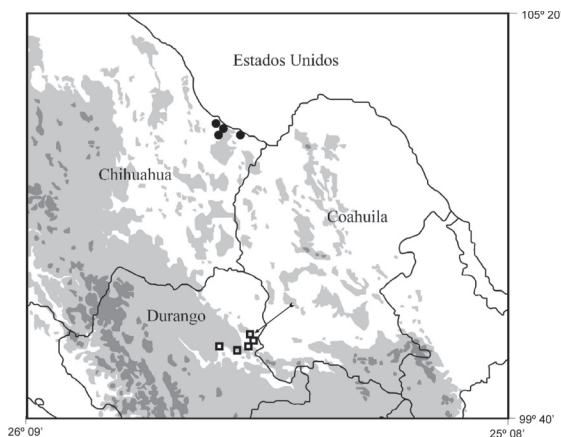 105º 20'
Estados Unidos
Chihuahua
Coahuila
Durango
99º 40'
26º 09'
25º 08'